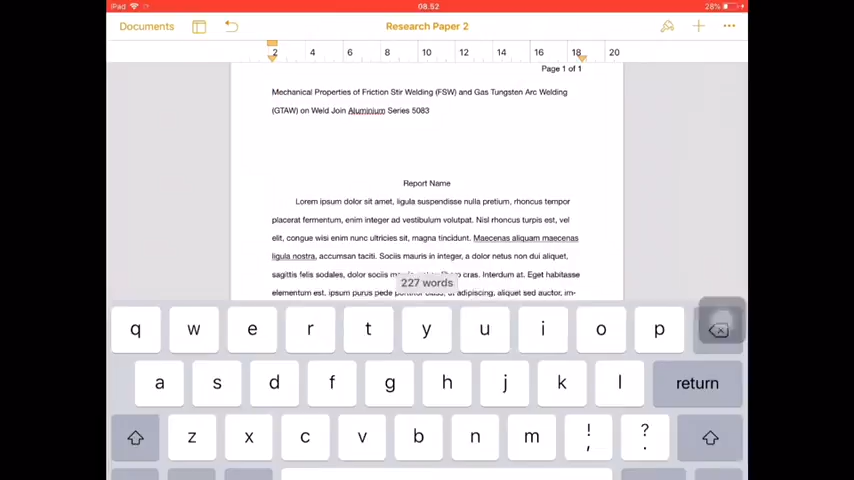 iPad 08.52 28%
Documents Research Paper 2
2 4 6 8 10 12 14 16 18 20
Page 1 of 1
Mechanical Properties of Friction Stir Welding (FSW) and Gas Tungsten Arc Welding
(GTAW) on Weld Join Aluminium Series 5083
Report Name
Lorem ipsum dolor sit amet, ligula suspendisse nulla pretium, rhoncus tempor
placerat fermentum, enim integer ad vestibulum volutpat. Nisl rhoncus turpis est, vel
elit, congue wisi enim nunc ultricies sit, magna tincidunt. Maecenas aliquam maecenas
ligula nostra, accumsan taciti. Sociis mauris in integer, a dolor netus non dui aliquet,
sagittis felis sodales, dolor sociis cras. Interdum at. Eget habitasse
elementum est, ipsum purus pede adipiscing, aliquet sed auctor, im-
227 words
q w e r t y u i o p
a s d f g h j k l return
z x c v b n m ! , ? .